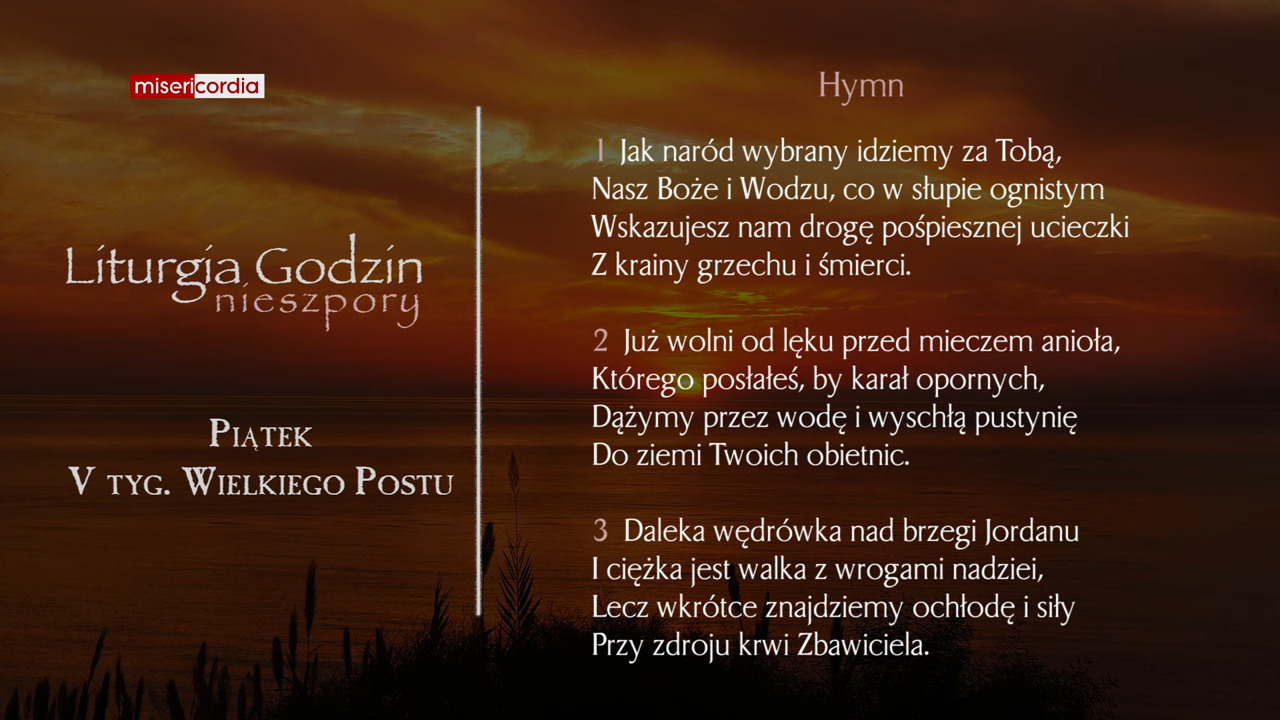 misericordia
Liturgia Godzin
nieszpory
Piątek
V tyg. Wielkiego Postu
Hymn
1 Jak naród wybrany idziemy za Tobą,
Nasz Boże i Wodzu, co w słupie ognistym
Wskazujesz nam drogę pośpiesznej ucieczki
Z krainy grzechu i śmierci.
2 Już wolni od lęku przed mieczem anioła,
Którego posłałeś, by karał opornych,
Dążymy przez wodę i wyschłą pustynię
Do ziemi Twoich obietnic.
3 Daleka wędrówka nad brzegi Jordanu
I ciężka jest walka z wrogami nadziei,
Lecz wkrótce znajdziemy ochłodę i siły
Przy zdroju krwi Zbawiciela.